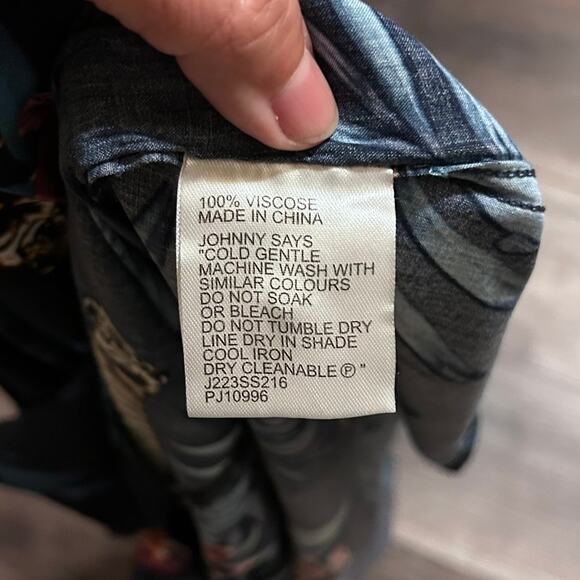 100% VISCOSE
MADE IN CHINA
JOHNNY SAYS
"COLD GENTLE
MACHINE WASH WITH
SIMILAR COLOURS
DO NOT SOAK
OR BLEACH
DO NOT TUMBLE DRY
LINE DRY IN SHADE
COOL IRON
DRY CLEANABLE Ⓟ"
J223SS216
PJ10996